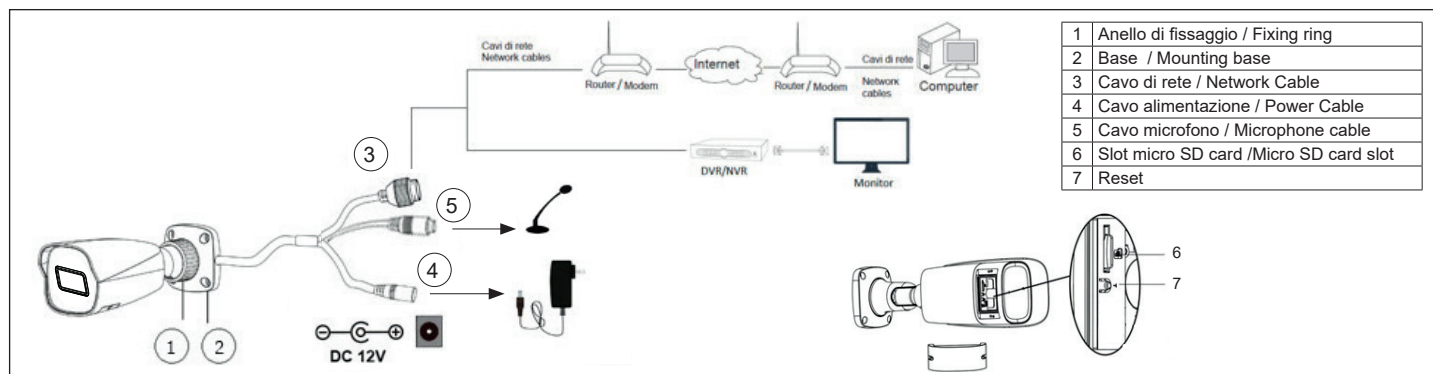 Cavi di rete
Network cables
Router / Modem
Internet
Router / Modem
Cavi di rete
Network
cables
Computer
DVR/NVR
Monitor
3
5
4
1
2
DC 12V
1 Anello di fissaggio / Fixing ring
2 Base / Mounting base
3 Cavo di rete / Network Cable
4 Cavo alimentazione / Power Cable
5 Cavo microfono / Microphone cable
6 Slot micro SD card /Micro SD card slot
7 Reset
6
7